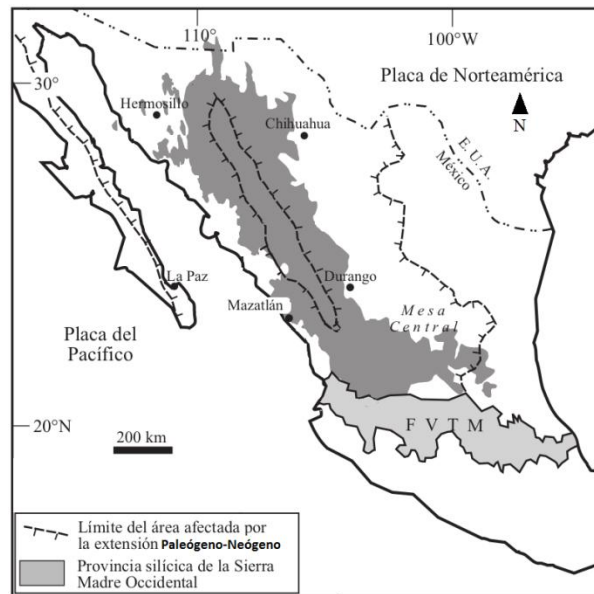 110°
100°W
30°
Placa de Norteamérica
Hermosillo
Chihuahua
N
E. U. A.
México
La Paz
Durango
Mazatlán
Mesa
Central
Placa del
Pacífico
20°N
F V T M
200 km
Límite del área afectada por
la extensión Paleógeno-Neógeno
Provincia silícica de la Sierra
Madre Occidental